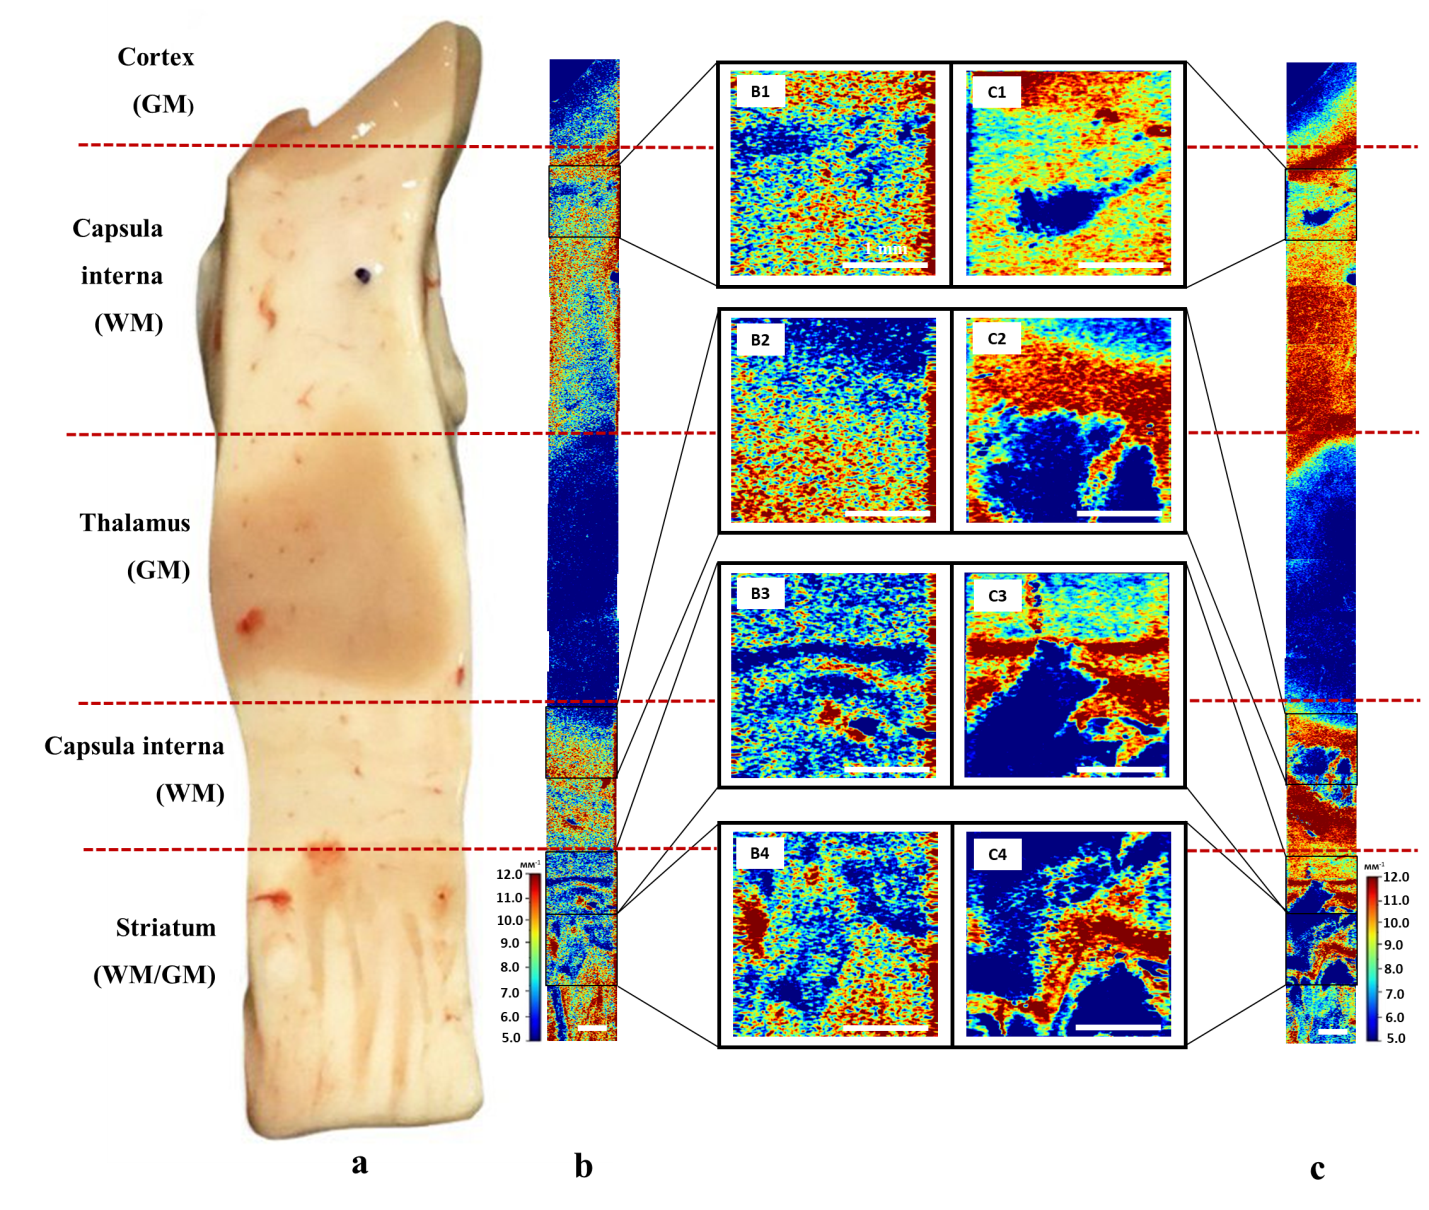 Cortex
(GM)
Capsula
interna
(WM)
Thalamus
(GM)
Capsula interna
(WM)
Striatum
(WM/GM)
B1
C1
1 mm
B2
C2
B3
C3
B4
C4
мм⁻¹
12.0
11.0
10.0
9.0
8.0
7.0
6.0
5.0
мм⁻¹
12.0
11.0
10.0
9.0
8.0
7.0
6.0
5.0
a
b
c